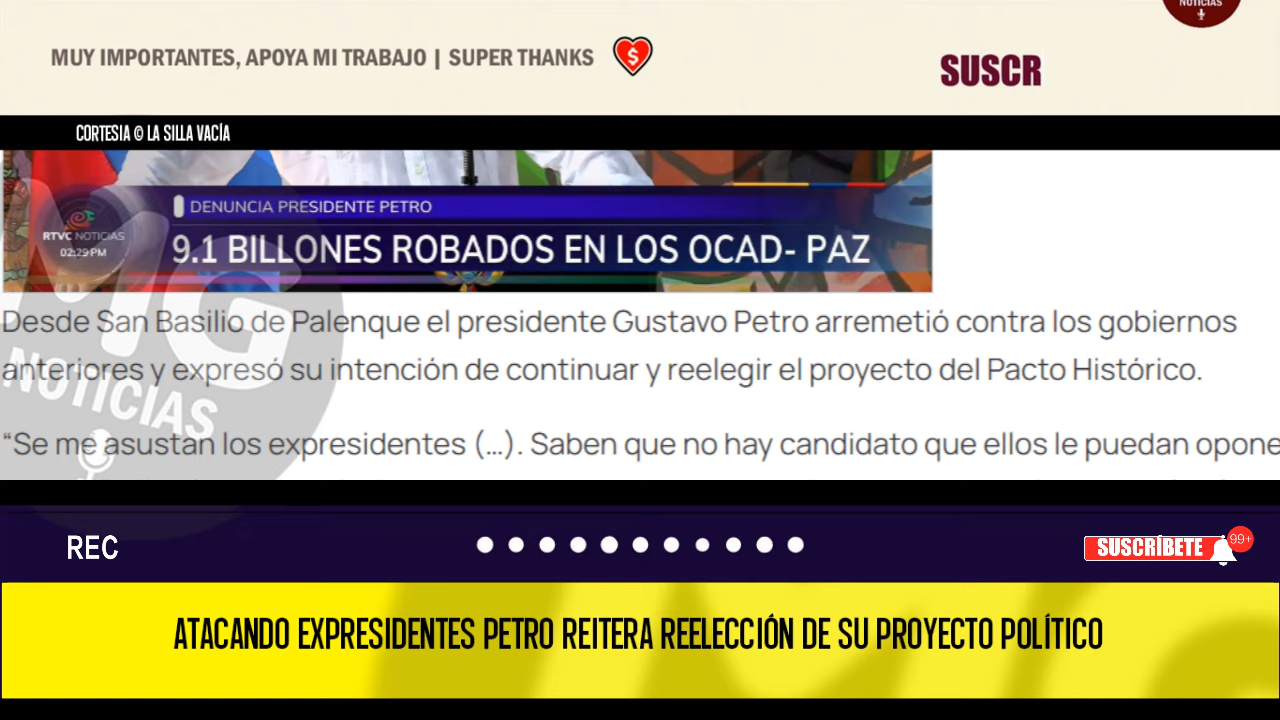 NOTICIAS
MUY IMPORTANTES, APOYA MI TRABAJO | SUPER THANKS
$
SUSCR
CORTESIA © LA SILLA VACÍA
DENUNCIA PRESIDENTE PETRO
RTVC NOTICIAS
02:29 PM
9.1 BILLONES ROBADOS EN LOS OCAD- PAZ
Desde San Basilio de Palenque el presidente Gustavo Petro arremetió contra los gobiernos
anteriores y expresó su intención de continuar y reelegir el proyecto del Pacto Histórico.
“Se me asustan los expresidentes (...). Saben que no hay candidato que ellos le puedan opone
MG
NOTICIAS
REC
SUSCRÍBETE
99+
ATACANDO EXPRESIDENTES PETRO REITERA REELECCIÓN DE SU PROYECTO POLÍTICO